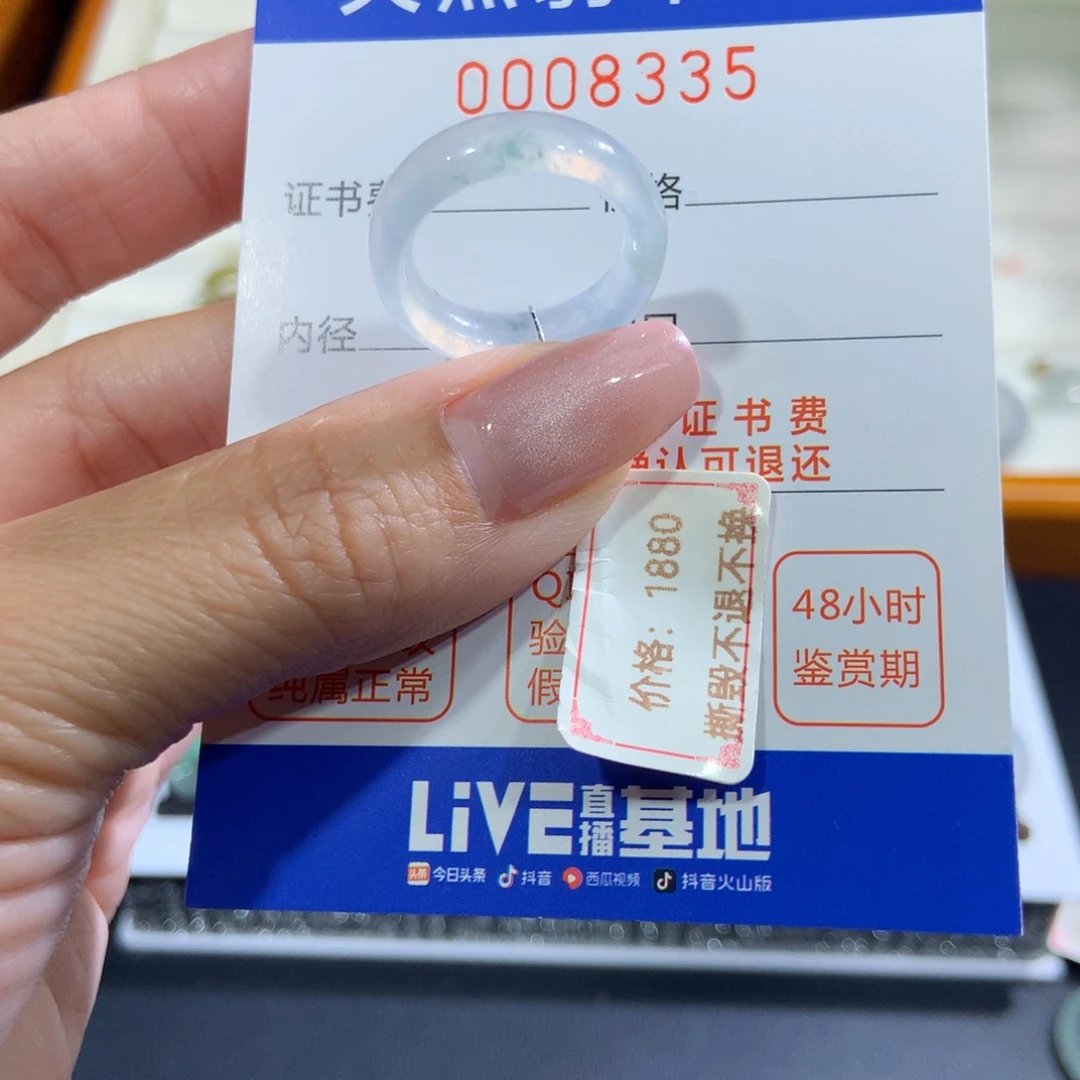 0008335
证书
格
内径
证书费
认可退还
纯属正常
验
假
价格：1880
撕毁不退不换
48小时
鉴赏期
LiVE直播基地
头条 今日头条 抖音 西瓜视频 抖音火山版